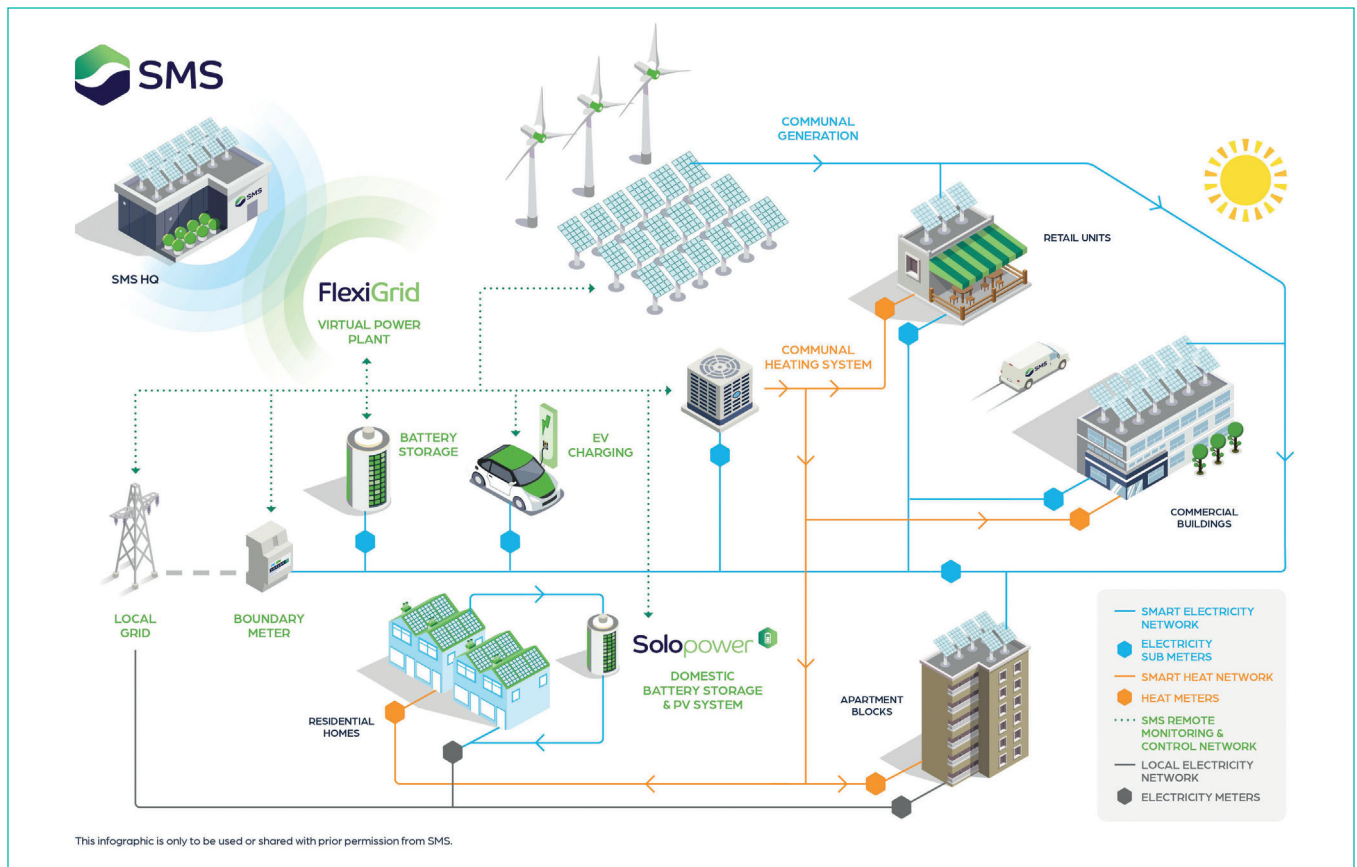 SMS
COMMUNAL
GENERATION
SMS
SMS HQ
FlexiGrid
VIRTUAL POWER
PLANT
RETAIL UNITS
COMMUNAL
HEATING SYSTEM
SMS
BATTERY
STORAGE
EV
CHARGING
COMMERCIAL
BUILDINGS
LOCAL
GRID
BOUNDARY
METER
Solopower
DOMESTIC
BATTERY STORAGE
& PV SYSTEM
RESIDENTIAL
HOMES
APARTMENT
BLOCKS
SMART ELECTRICITY
NETWORK
ELECTRICITY
SUB METERS
SMART HEAT NETWORK
HEAT METERS
SMS REMOTE
MONITORING &
CONTROL NETWORK
LOCAL ELECTRICITY
NETWORK
ELECTRICITY METERS
This infographic is only to be used or shared with prior permission from SMS.